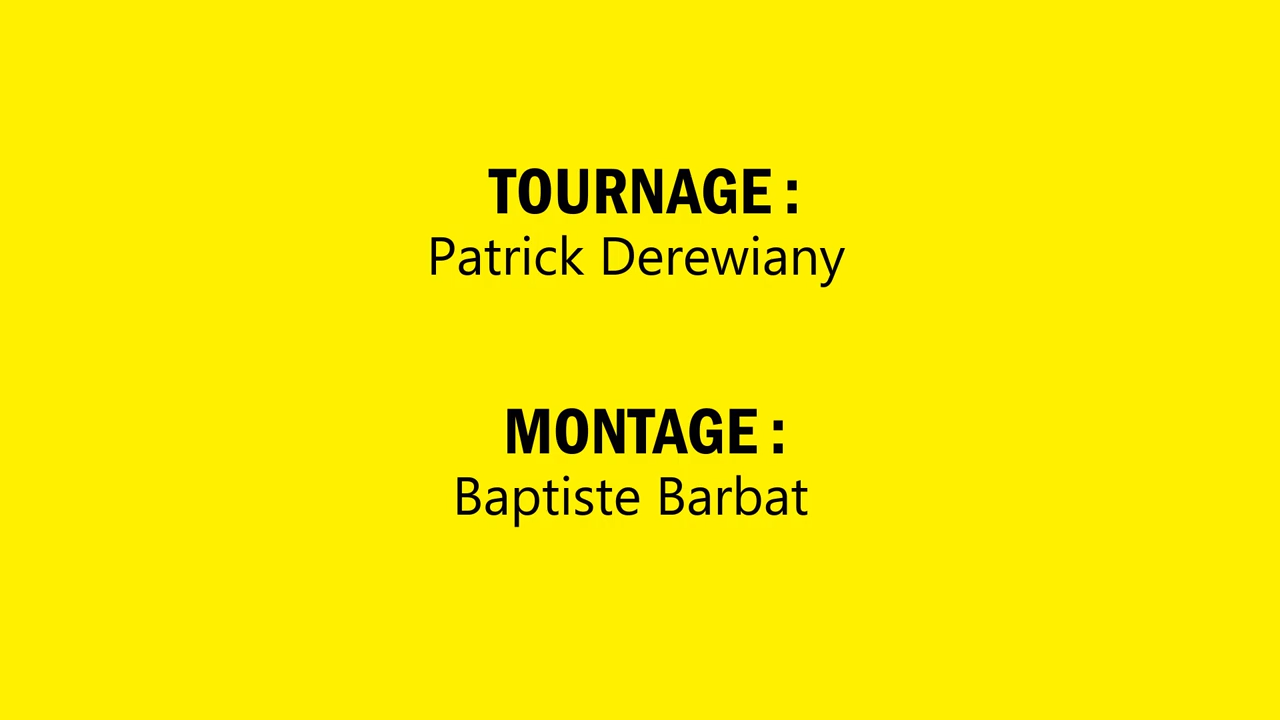 TOURNAGE :
Patrick Derewiany
MONTAGE :
Baptiste Barbat